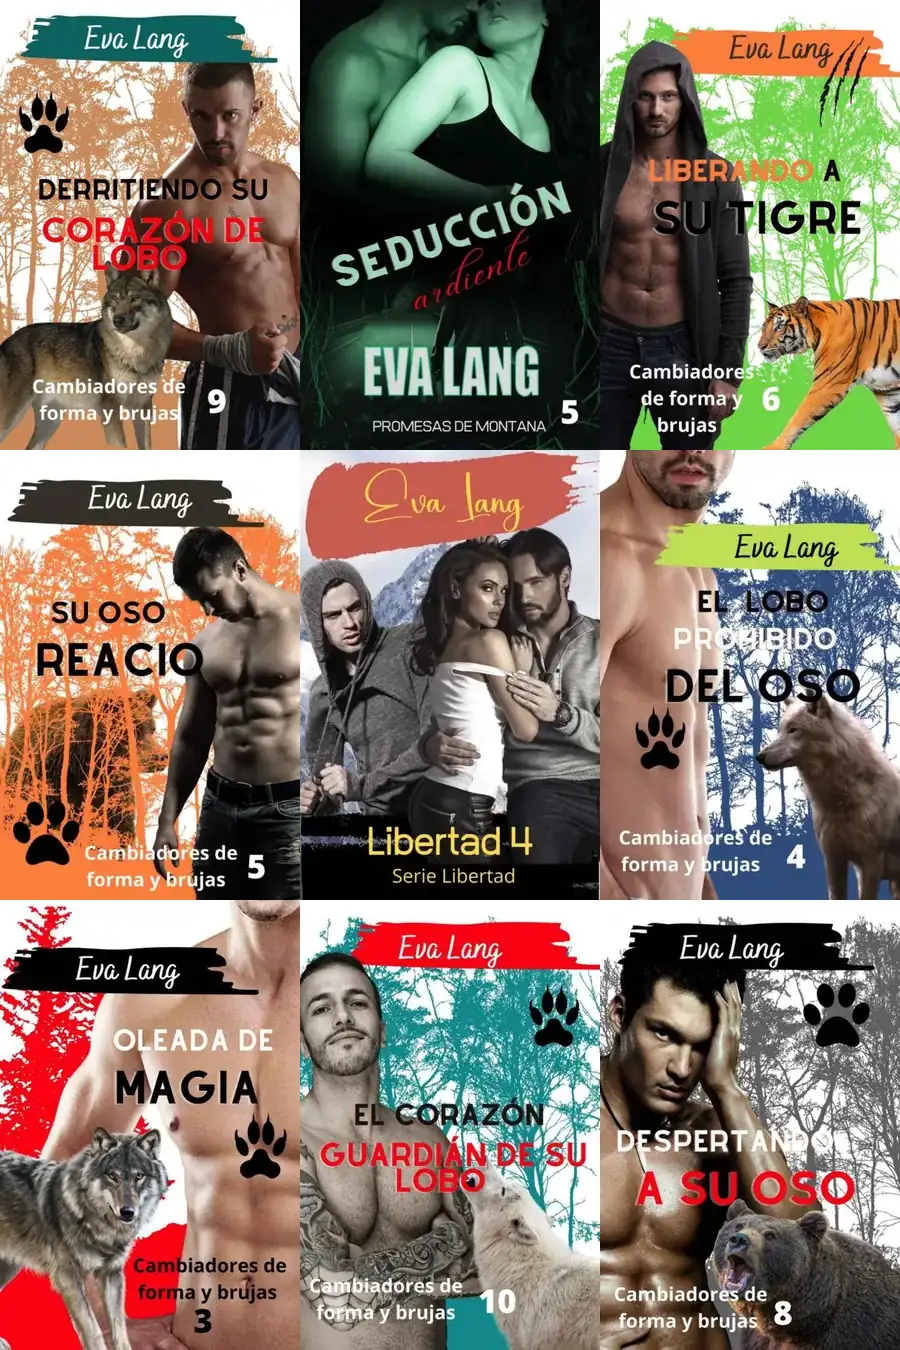 Eva Lang
DERRITIENDO SU
CORAZÓN DE
LOBO
Cambiadores de
forma y brujas
9
SEDUCCIÓN
ardiente
EVA LANG
5
PROMESAS DE MONTANA
Eva Lang
LIBERANDO A
SU TIGRE
Cambiadores
de forma y
brujas
6
Eva Lang
SU OSO
REACIO
Cambiadores de
forma y brujas
5
Eva Lang
Libertad 4
Serie Libertad
Eva Lang
EL LOBO
PROHIBIDO
DEL OSO
Cambiadores de
forma y brujas
4
Eva Lang
OLEADA DE
MAGIA
Cambiadores de
forma y brujas
3
Eva Lang
EL CORAZÓN
GUARDIÁN DE SU
LOBO
Cambiadores de
forma y brujas
10
Eva Lang
A SU OSO
Cambiadores de
forma y brujas
8